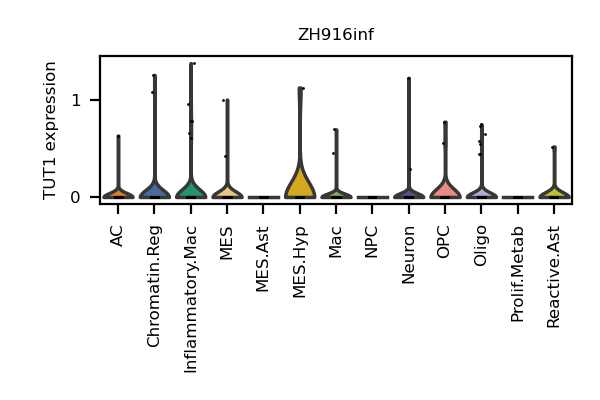 ZH916inf
TUT1 expression
1
0
AC
Chromatin.Reg
Inflammatory.Mac
MES
MES.Ast
MES.Hyp
Mac
NPC
Neuron
OPC
Oligo
Prolif.Metab
Reactive.Ast